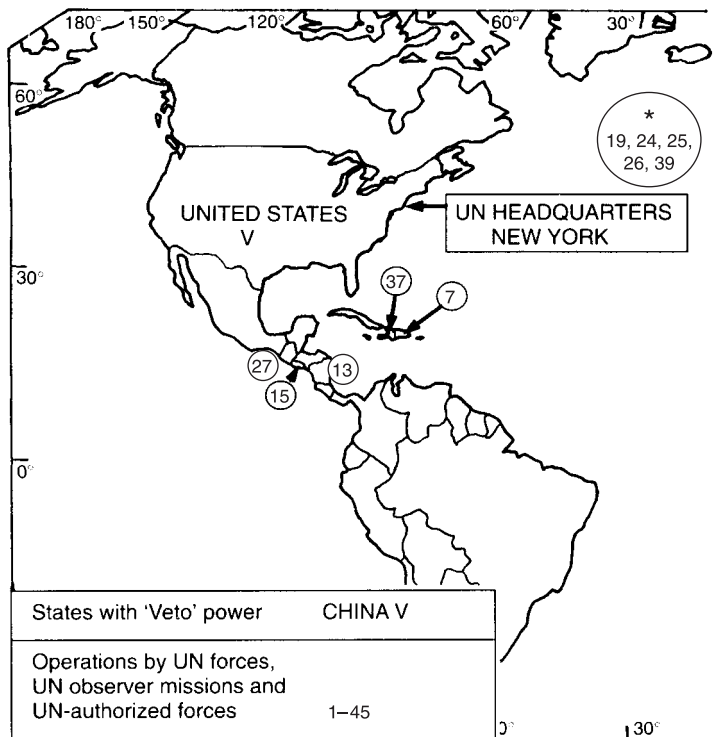 180° 150° 120° 60° 30°
60°
*
19, 24, 25,
26, 39
UNITED STATES
V
UN HEADQUARTERS
NEW YORK
30°
37
7
27
13
15
0°
States with 'Veto' power CHINA V
Operations by UN forces,
UN observer missions and
UN-authorized forces 1–45
0° 30°